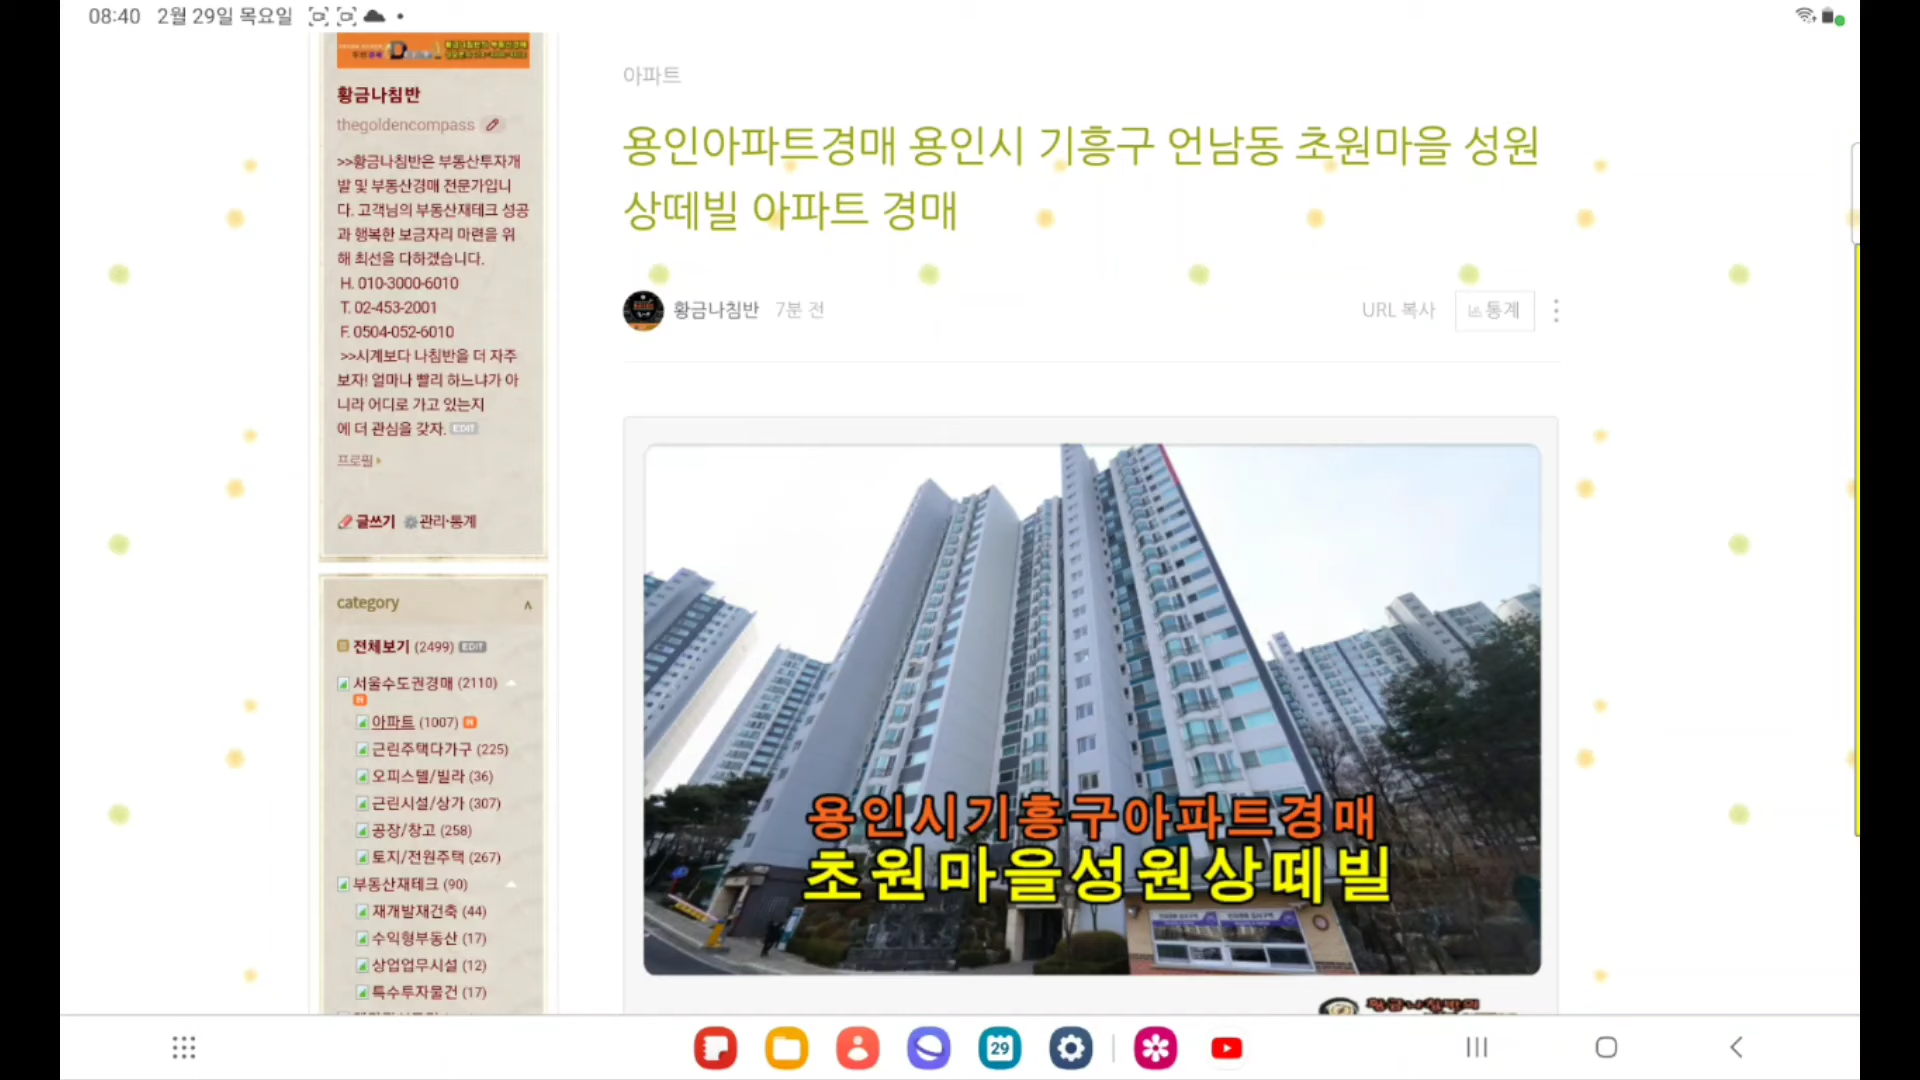 08:40 2월 29일 목요일
황금나침반
thegoldencompass
>>황금나침반은 부동산투자개
발 및 부동산경매 전문가입니
다. 고객님의 부동산재테크 성공
과 행복한 보금자리 마련을 위
해 최선을 다하겠습니다.
H. 010-3000-6010
T. 02-453-2001
F. 0504-052-6010
>>시계보다 나침반을 더 자주
보자! 얼마나 빨리 하느냐가 아
니라 어디로 가고 있는지
에 더 관심을 갖자. EDIT
프로필
글쓰기 관리·통계
category
전체보기 (2499) EDIT
서울수도권경매 (2110)
N
아파트 (1007) N
근린주택다가구 (225)
오피스텔/빌라 (36)
근린시설/상가 (307)
공장/창고 (258)
토지/전원주택 (267)
부동산재테크 (90)
재개발재건축 (44)
수익형부동산 (17)
상업업무시설 (12)
특수투자물건 (17)
아파트
용인아파트경매 용인시 기흥구 언남동 초원마을 성원
상떼빌 아파트 경매
황금나침반 7분 전
URL 복사 통계
용인시기흥구아파트경매
초원마을성원상떼빌
29